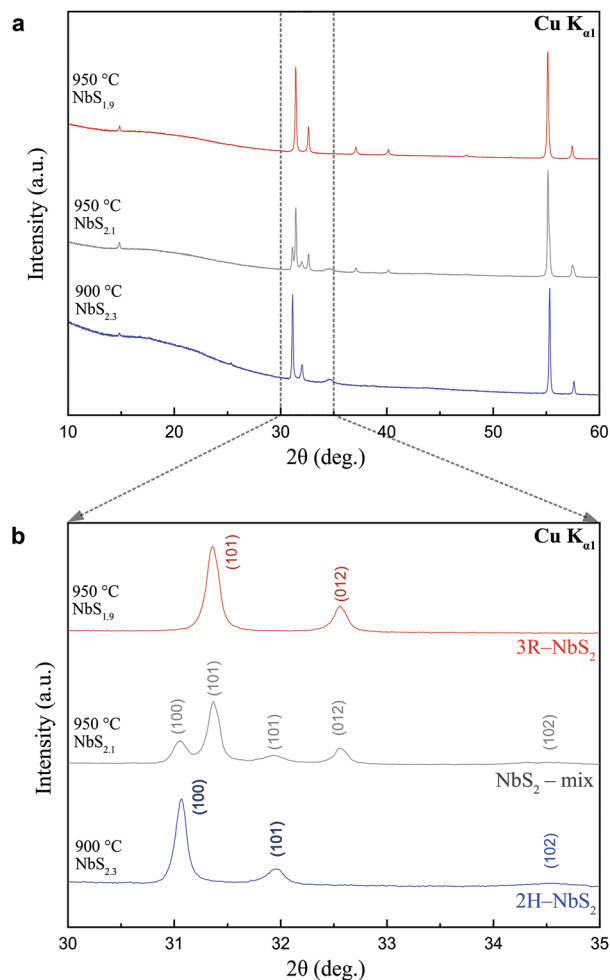 a
Cu Kα1
950 °C
NbS1.9
950 °C
NbS2.1
900 °C
NbS2.3
Intensity (a.u.)
10 20 30 40 50 60
2θ (deg.)
b
Cu Kα1
950 °C
NbS1.9
(101)
(012)
3R–NbS2
950 °C
NbS2.1
(100)
(101)
(101)
(012)
(102)
NbS2 – mix
900 °C
NbS2.3
(100)
(101)
(102)
2H–NbS2
Intensity (a.u.)
30 31 32 33 34 35
2θ (deg.)